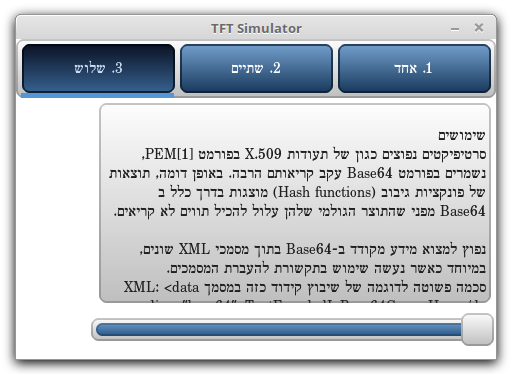 TFT Simulator
1. אחד
2. שתיים
3. שלוש
שימושים
סרטיפיקטים נפוצים כגון של תעודות X.509 בפורמט PEM[1],
נשמרים בפורמט Base64 עקב קריאותם הרבה. באופן דומה, תוצאות
של פונקציות גיבוב (Hash functions) מוצגות בדרך כלל ב
Base64 מפני שהתוצר הגולמי שלהן עלול להכיל תווים לא קריאים.
נפוץ למצוא מידע מקודד ב-Base64 בתוך מסמכי XML שונים,
במיוחד כאשר נעשה שימוש בתקשורת להעברת המסמכים.
סכמה פשוטה לדוגמה של שיבוץ קידוד כזה במסמך XML: <data